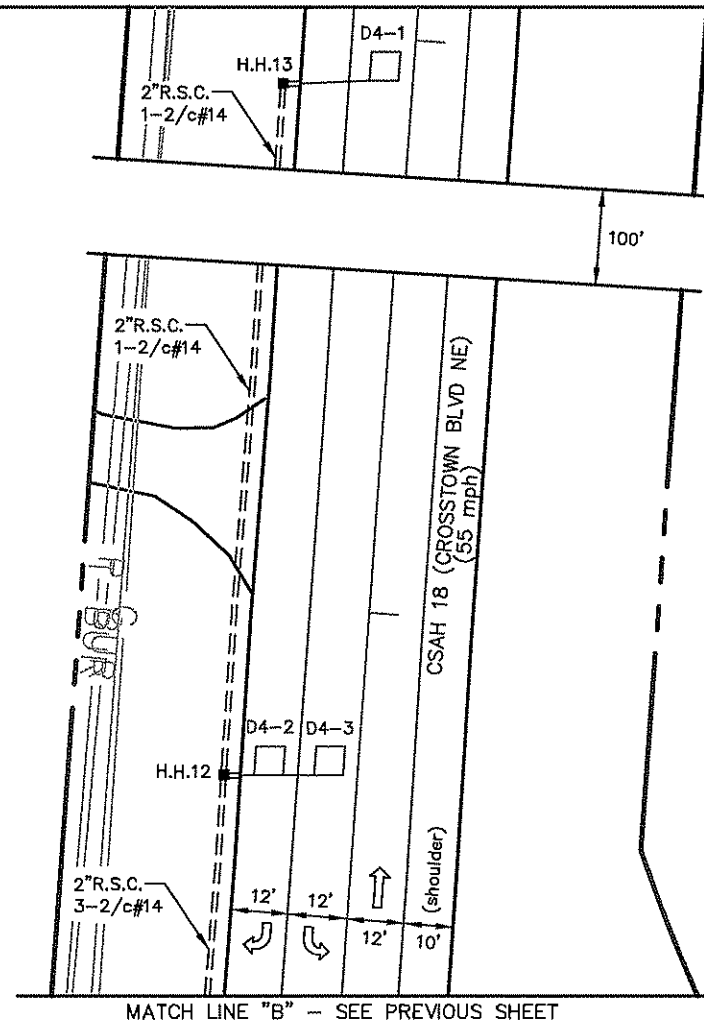 D4-1
H.H.13
2"R.S.C.
1-2/c#14
100'
2"R.S.C.
1-2/c#14
CSAH 18 (CROSSTOWN BLVD NE)
(55 mph)
G
P-BUR
D4-2 D4-3
H.H.12
(shoulder)
2"R.S.C.
3-2/c#14
12' 12'
12' 10'
MATCH LINE "B" – SEE PREVIOUS SHEET